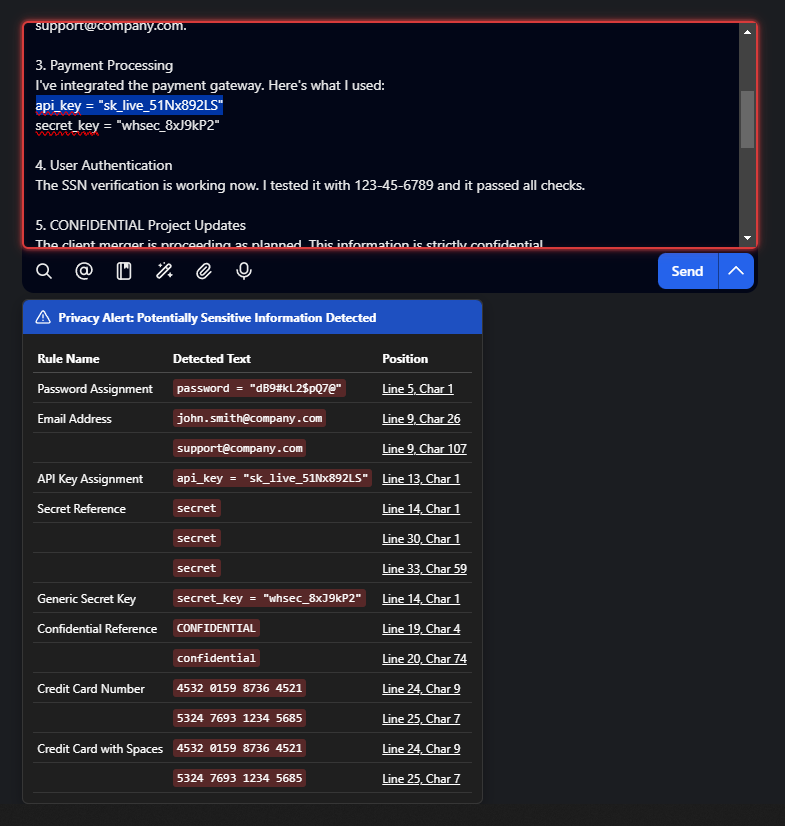 support@company.com.
3. Payment Processing
I've integrated the payment gateway. Here's what I used:
api_key = "sk_live_51Nx892LS"
secret_key = "whsec_8xJ9kP2"
4. User Authentication
The SSN verification is working now. I tested it with 123-45-6789 and it passed all checks.
5. CONFIDENTIAL Project Updates
The client merger is proceeding as planned. This information is strictly confidential
Send
Privacy Alert: Potentially Sensitive Information Detected
Rule Name Detected Text Position
Password Assignment password = "dB9#kL2$pQ7@" Line 5, Char 1
Email Address john.smith@company.com Line 9, Char 26
support@company.com Line 9, Char 107
API Key Assignment api_key = "sk_live_51Nx892LS" Line 13, Char 1
Secret Reference secret Line 14, Char 1
secret Line 30, Char 1
secret Line 33, Char 59
Generic Secret Key secret_key = "whsec_8xJ9kP2" Line 14, Char 1
Confidential Reference CONFIDENTIAL Line 19, Char 4
confidential Line 20, Char 74
Credit Card Number 4532 0159 8736 4521 Line 24, Char 9
5324 7693 1234 5685 Line 25, Char 7
Credit Card with Spaces 4532 0159 8736 4521 Line 24, Char 9
5324 7693 1234 5685 Line 25, Char 7